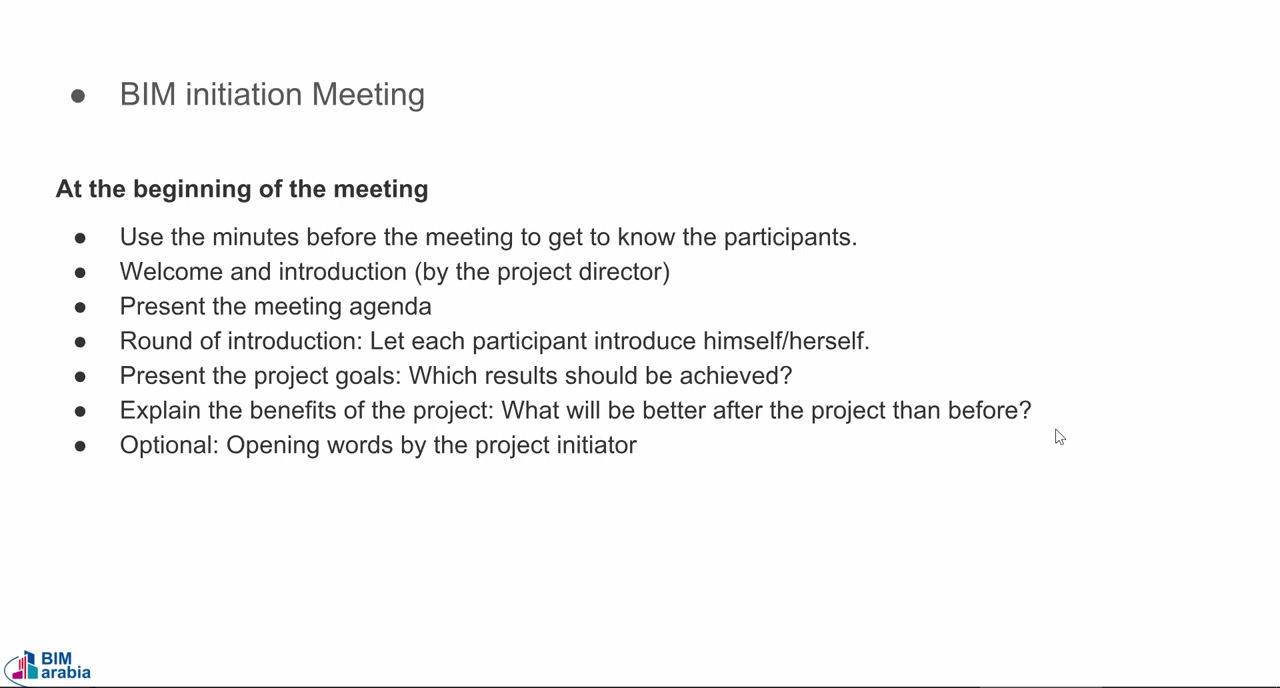 ● BIM initiation Meeting
At the beginning of the meeting
● Use the minutes before the meeting to get to know the participants.
● Welcome and introduction (by the project director)
● Present the meeting agenda
● Round of introduction: Let each participant introduce himself/herself.
● Present the project goals: Which results should be achieved?
● Explain the benefits of the project: What will be better after the project than before?
● Optional: Opening words by the project initiator
BIM
arabia